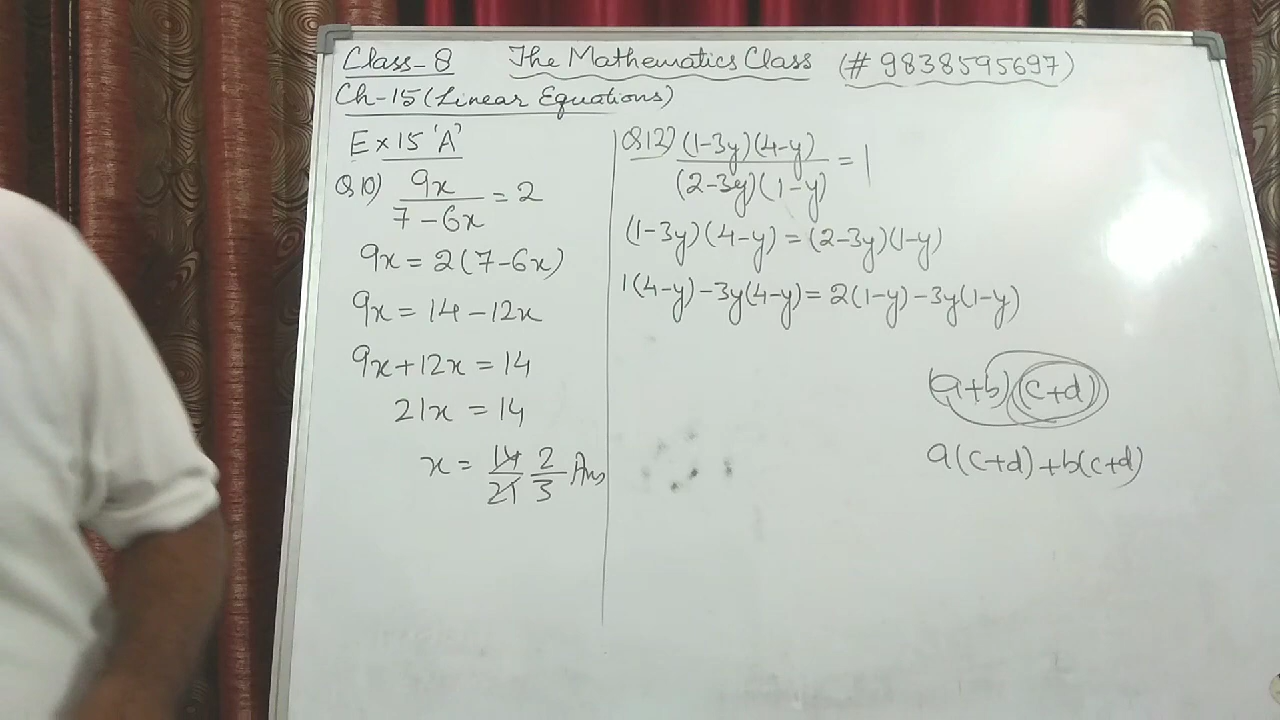 Class-8 The Mathematics Class (# 9838595697)
Ch-15 (Linear Equations)
Ex 15 'A'
Q10) 9x/7-6x = 2
9x = 2(7-6x)
9x = 14-12x
9x+12x = 14
21x = 14
x = 14/21 2/3 Ans
Q12) (1-3y)(4-y)/(2-3y)(1-y) = 1
(1-3y)(4-y) = (2-3y)(1-y)
1(4-y)-3y(4-y) = 2(1-y)-3y(1-y)
(a+b)(c+d)
a(c+d)+b(c+d)